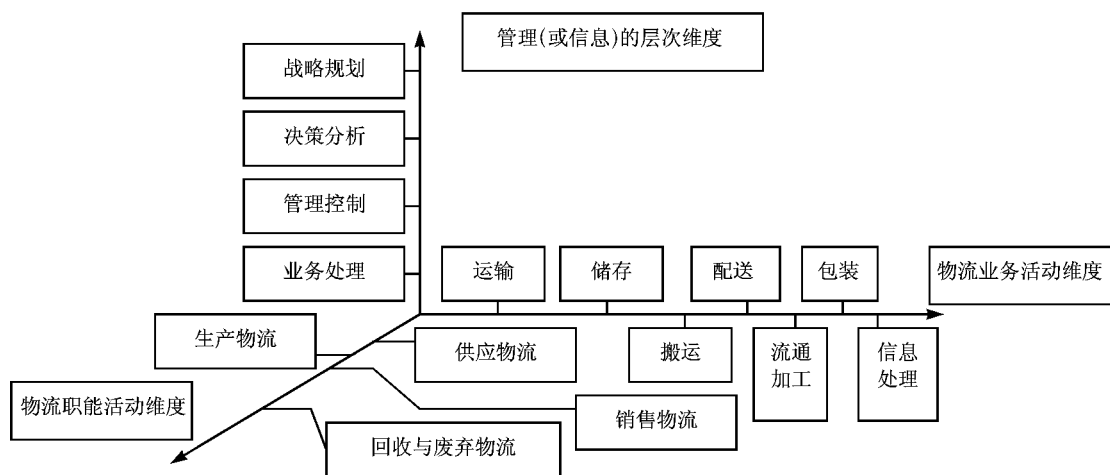 管理(或信息)的层次维度
战略规划
决策分析
管理控制
业务处理
运输
储存
配送
包装
物流业务活动维度
生产物流
供应物流
搬运
流通
加工
信息
处理
物流职能活动维度
销售物流
回收与废弃物流